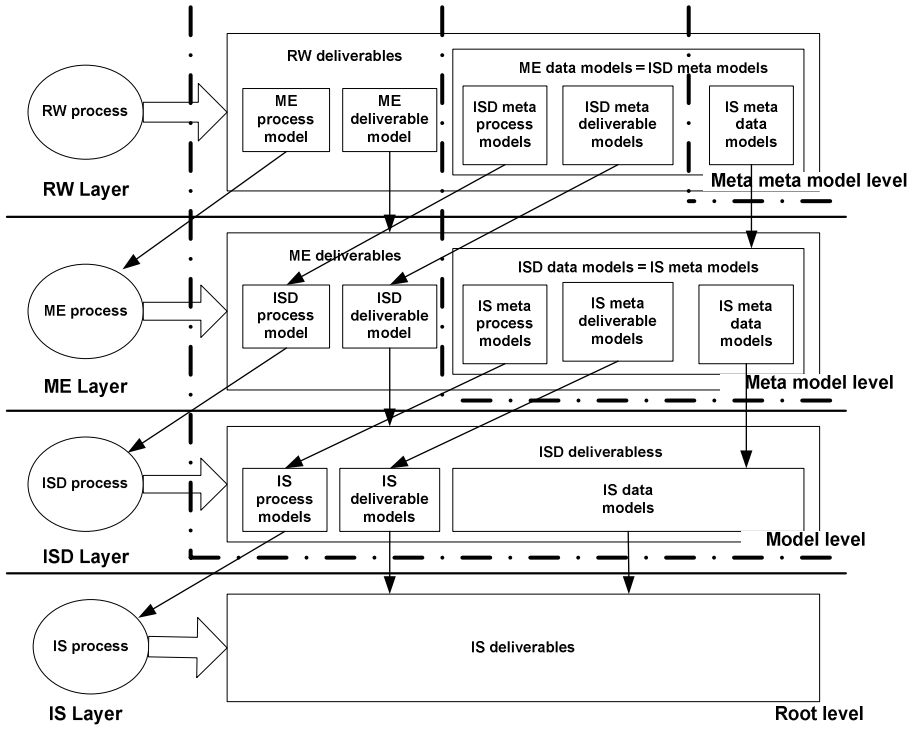 RW deliverables
ME data models = ISD meta models
RW process
ME
process
model
ME
deliverable
model
ISD meta
process
models
ISD meta
deliverable
models
IS meta
data
models
RW Layer
Meta meta model level
ME deliverables
ISD data models = IS meta models
ME process
ISD
process
model
ISD
deliverable
model
IS meta
process
models
IS meta
deliverable
models
IS meta
data
models
ME Layer
Meta model level
ISD deliverabless
ISD process
IS
process
models
IS
deliverable
models
IS data
models
ISD Layer
Model level
IS process
IS deliverables
IS Layer
Root level